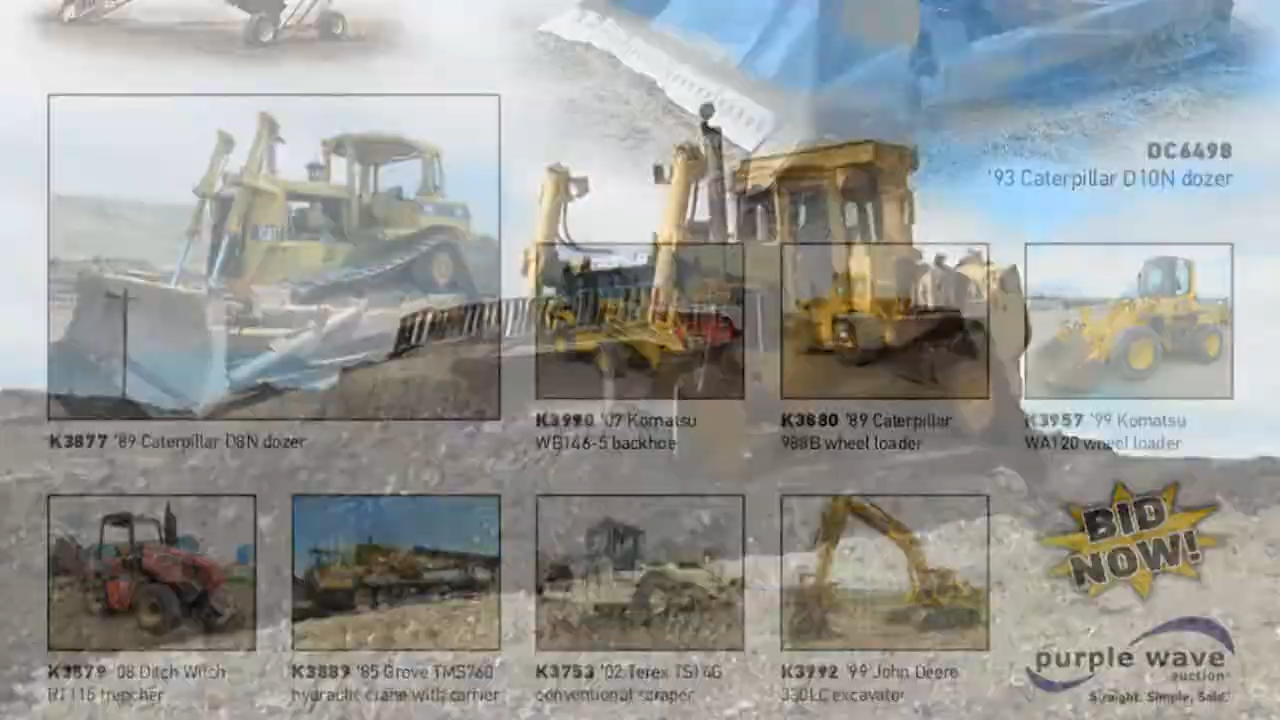 DC6498
'93 Caterpillar D10N dozer
K3877 '89 Caterpillar D8N dozer
K3990 '07 Komatsu
WB146-5 backhoe
K3880 '89 Caterpillar
988B wheel loader
K3957 '99 Komatsu
WA120 wheel loader
BID
NOW!
K3579 '08 Ditch Witch
RT115 trencher
K3889 '85 Grove TMS760
hydraulic crane with carrier
K3753 '02 Terex TS14G
conventional scraper
K3792 '99 John Deere
330LC excavator
purple wave
auction
Straight. Simple. Sold.